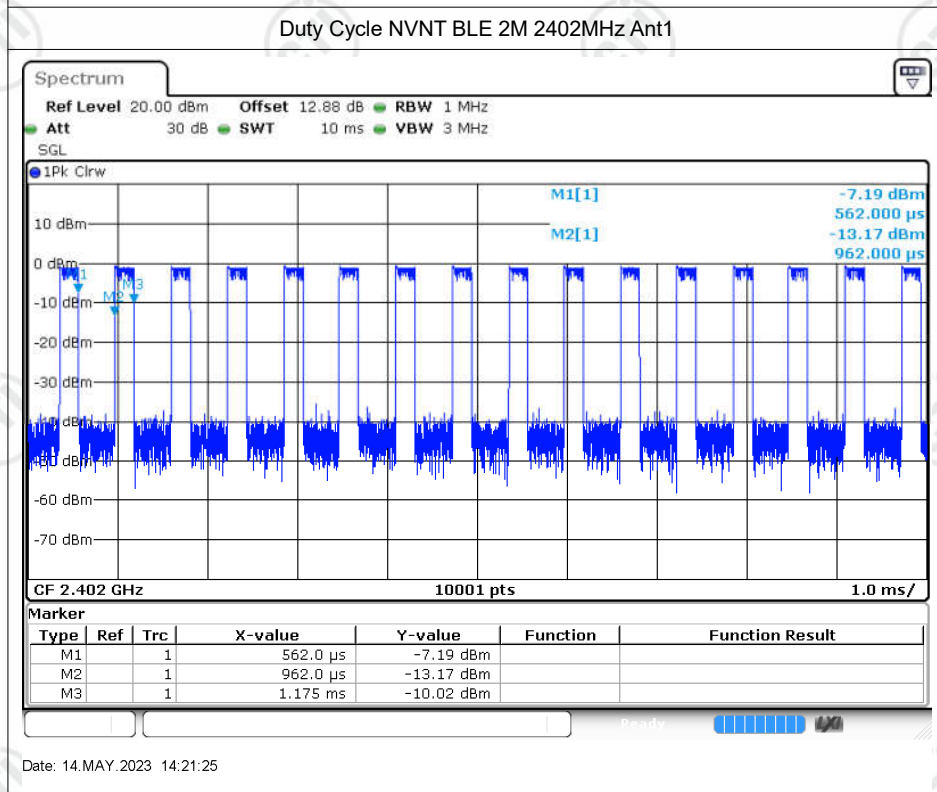 Duty Cycle NVNT BLE 2M 2402MHz Ant1
Spectrum
Ref Level 20.00 dBm Offset 12.88 dB RBW 1 MHz
Att 30 dB SWT 10 ms VBW 3 MHz
SGL
1Pk Clrw
M1[1] -7.19 dBm
562.000 µs
10 dBm
M2[1] -13.17 dBm
962.000 µs
0 dBm
M3
M2
-10 dBm
-20 dBm
-30 dBm
-60 dBm
-70 dBm
CF 2.402 GHz 10001 pts 1.0 ms/
Marker
Type Ref Trc X-value Y-value Function Function Result
M1 1 562.0 µs -7.19 dBm
M2 1 962.0 µs -13.17 dBm
M3 1 1.175 ms -10.02 dBm
Ready
Date: 14.MAY.2023 14:21:25